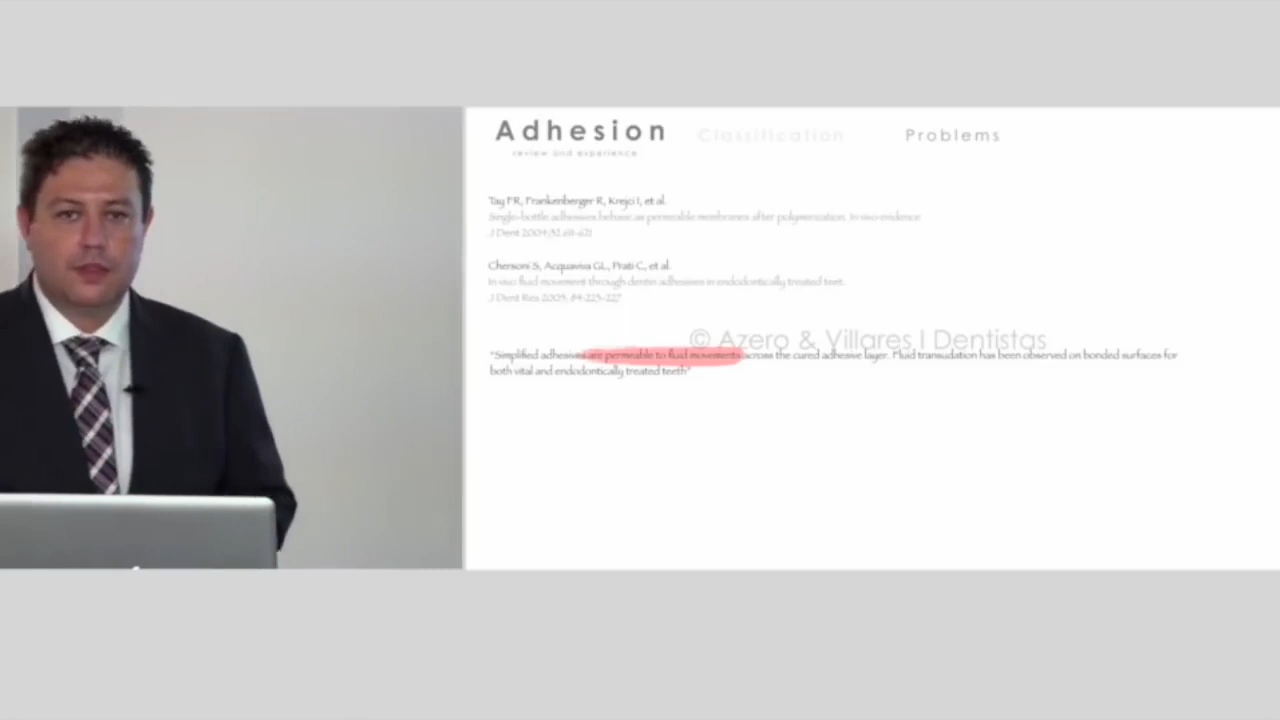 Adhesion
Classification
Problems
review and experience
Tay FR, Frankenberger R, Krejci I, et al.
Single-bottle adhesives behave as permeable membranes after polymerization. In vivo evidence
J Dent 2004;32:611-621
Chersoni S, Acquaviva GL, Prati C, et al.
In vivo fluid movement through dentin adhesives in endodontically treated teet.
J Dent Res 2005; 84-223-227
© Azero & Villares | Dentistas
"Simplified adhesives are permeable to fluid movements across the cured adhesive layer. Fluid transudation has been observed on bonded surfaces for
both vital and endodontically treated teeth"